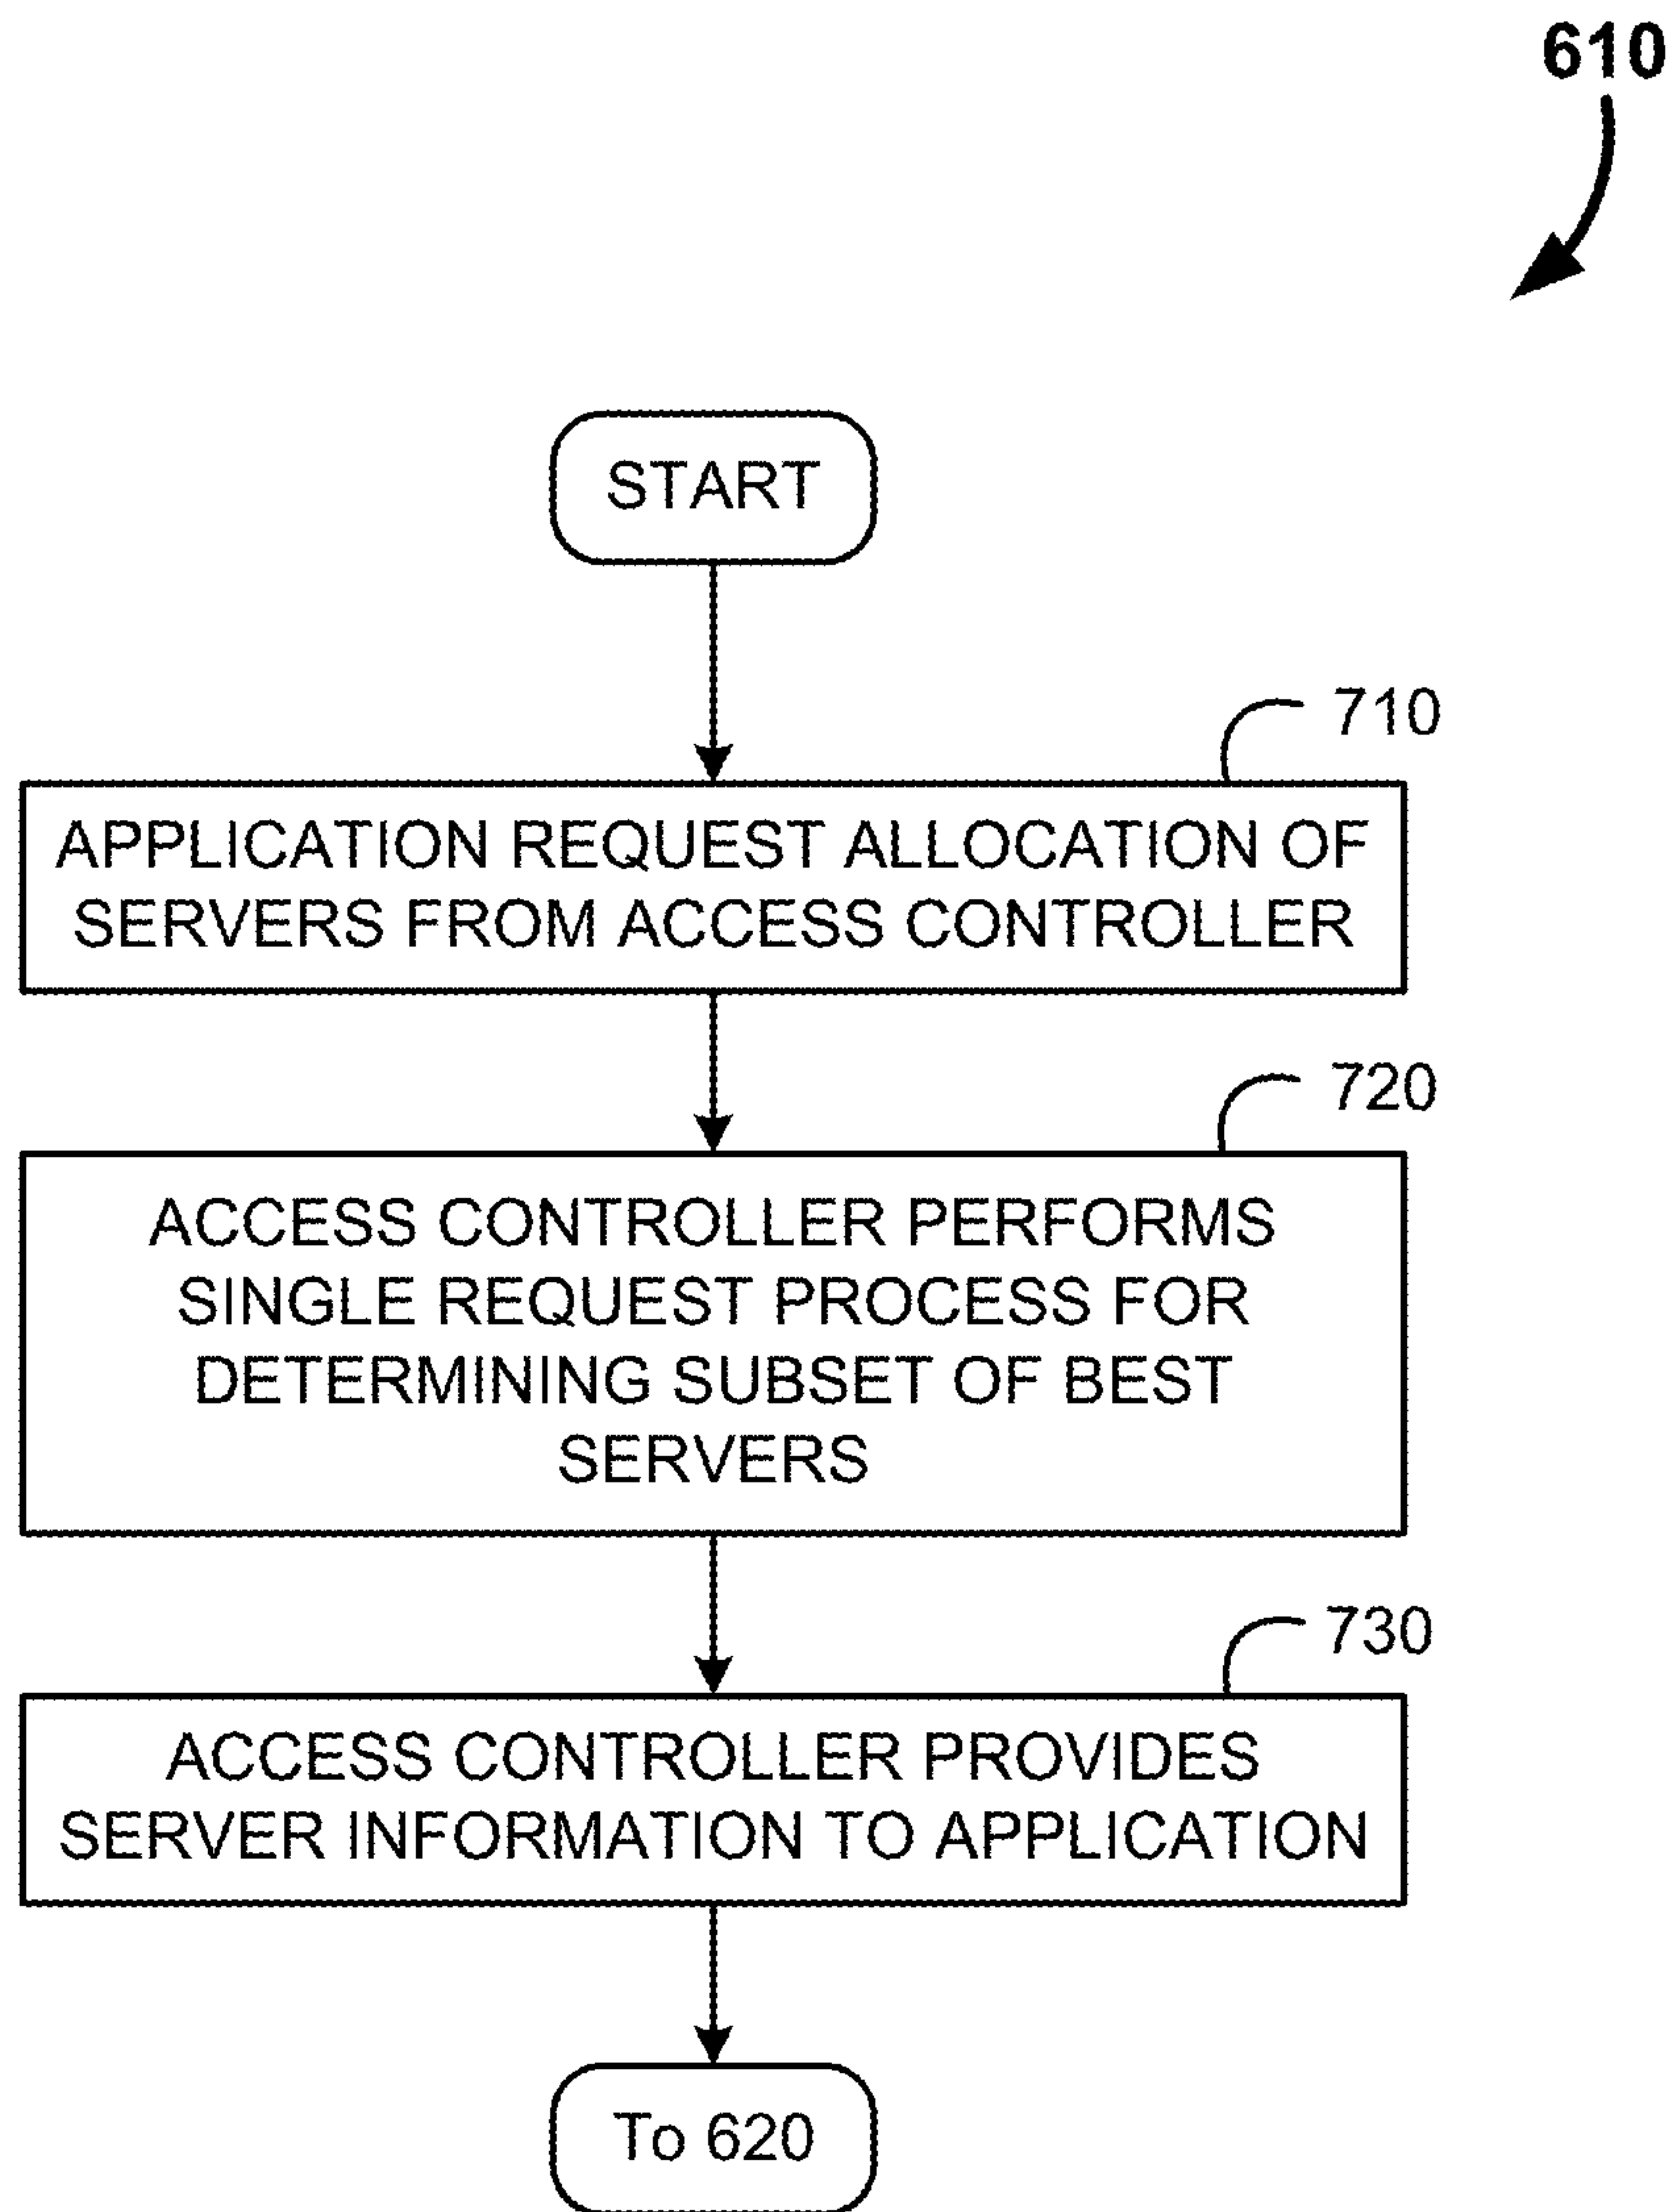 610
START
710
APPLICATION REQUEST ALLOCATION OF
SERVERS FROM ACCESS CONTROLLER
720
ACCESS CONTROLLER PERFORMS
SINGLE REQUEST PROCESS FOR
DETERMINING SUBSET OF BEST
SERVERS
730
ACCESS CONTROLLER PROVIDES
SERVER INFORMATION TO APPLICATION
To 620